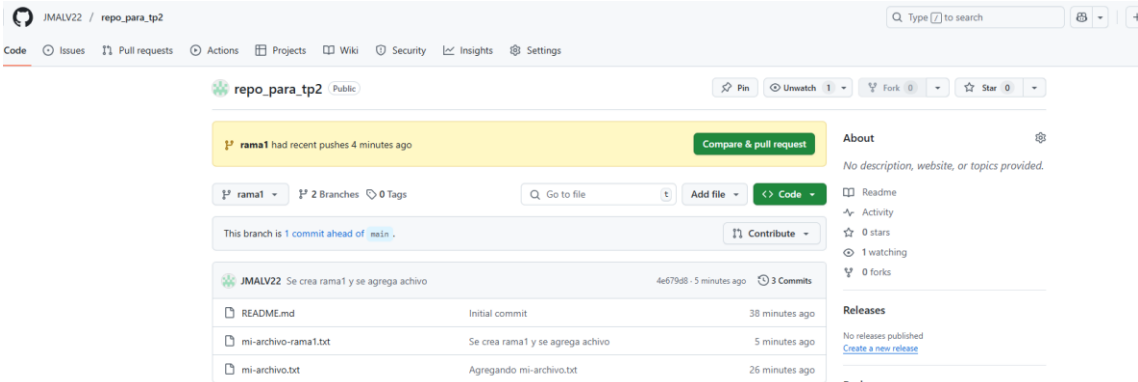 JMALV22 / repo_para_tp2
Type / to search
Code Issues Pull requests Actions Projects Wiki Security Insights Settings
repo_para_tp2 Public
Pin Unwatch 1 Fork 0 Star 0
rama1 had recent pushes 4 minutes ago
Compare & pull request
rama1 2 Branches 0 Tags
Go to file t
Add file
<> Code
This branch is 1 commit ahead of main .
Contribute
JMALV22 Se crea rama1 y se agrega achivo 4e679d8 · 5 minutes ago 3 Commits
README.md Initial commit 38 minutes ago
mi-archivo-rama1.txt Se crea rama1 y se agrega achivo 5 minutes ago
mi-archivo.txt Agregando mi-archivo.txt 26 minutes ago
About
No description, website, or topics provided.
Readme
Activity
0 stars
1 watching
0 forks
Releases
No releases published
Create a new release